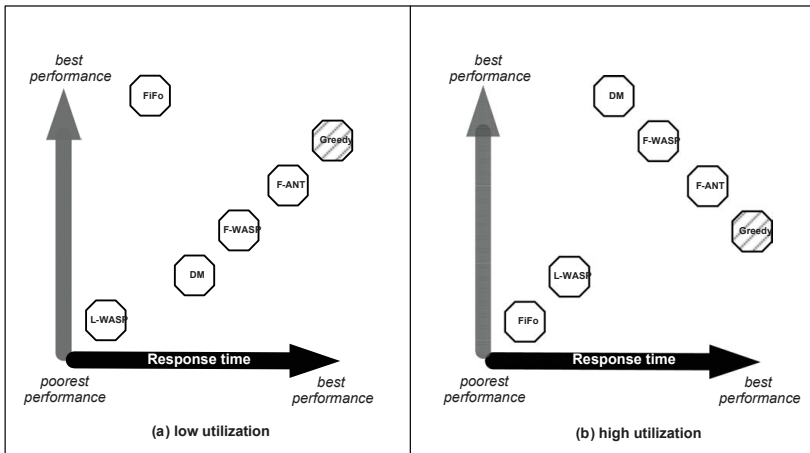 best
performance
FiFo
Greedy
F-ANT
F-WASP
DM
L-WASP
Response time
poorest
performance
best
performance
(a) low utilization
best
performance
DM
F-WASP
F-ANT
Greedy
L-WASP
FiFo
Response time
poorest
performance
best
performance
(b) high utilization